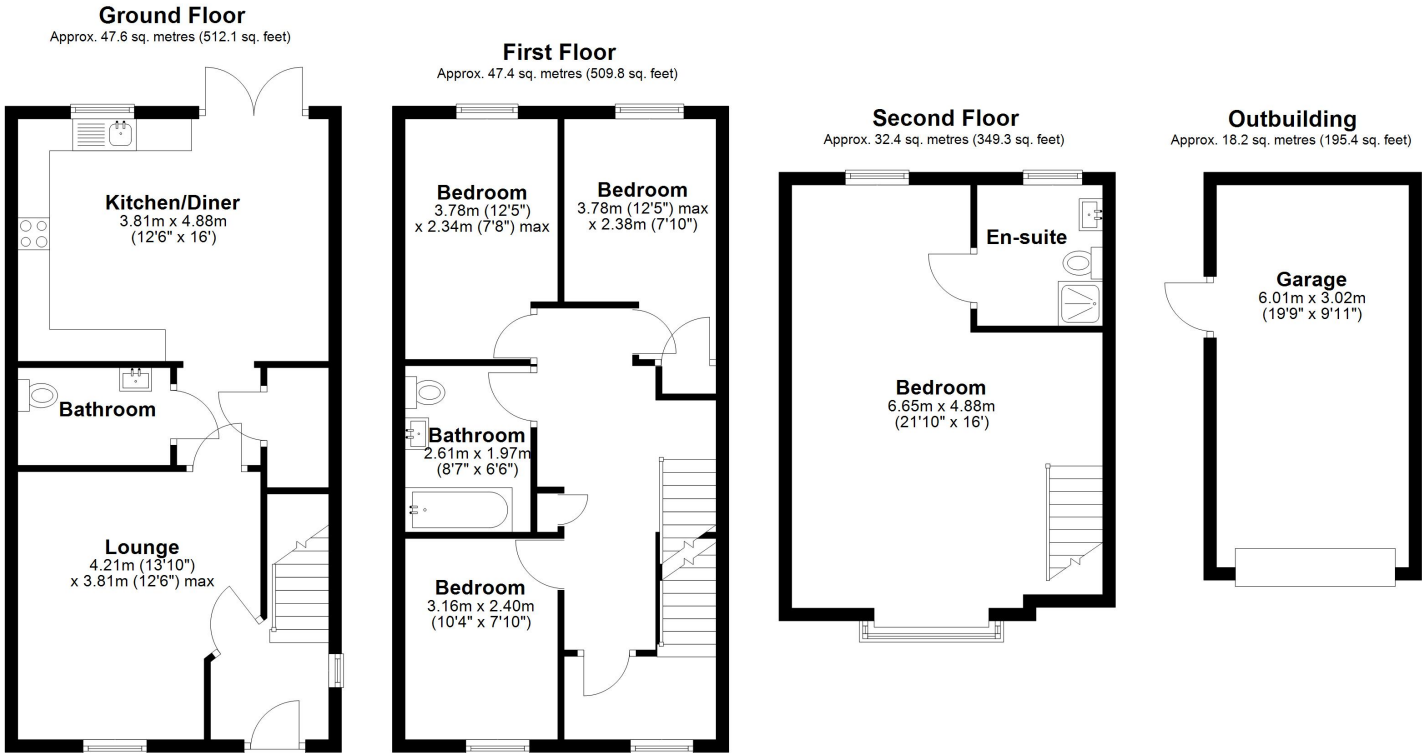 Ground Floor
Approx. 47.6 sq. metres (512.1 sq. feet)
Kitchen/Diner
3.81m x 4.88m
(12'6" x 16')
Bathroom
Lounge
4.21m (13'10")
x 3.81m (12'6") max
First Floor
Approx. 47.4 sq. metres (509.8 sq. feet)
Bedroom
3.78m (12'5")
x 2.34m (7'8") max
Bedroom
3.78m (12'5") max
x 2.38m (7'10")
Bathroom
2.61m x 1.97m
(8'7" x 6'6")
Bedroom
3.16m x 2.40m
(10'4" x 7'10")
Second Floor
Approx. 32.4 sq. metres (349.3 sq. feet)
En-suite
Bedroom
6.65m x 4.88m
(21'10" x 16')
Outbuilding
Approx. 18.2 sq. metres (195.4 sq. feet)
Garage
6.01m x 3.02m
(19'9" x 9'11")